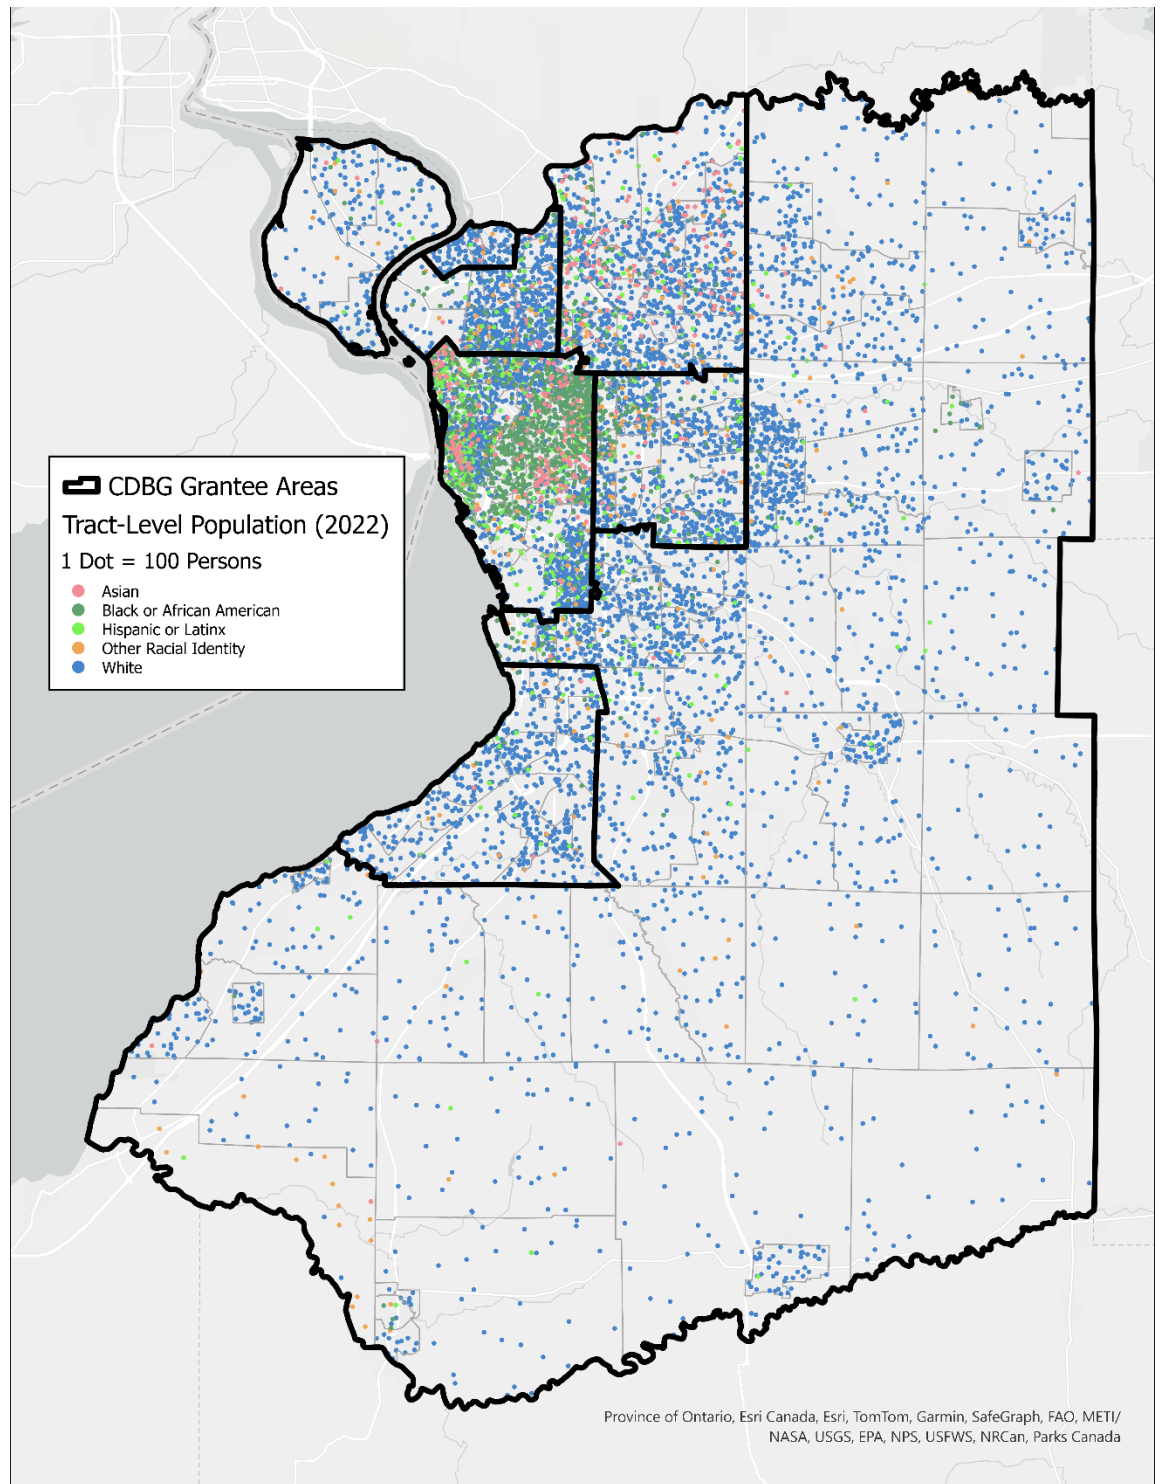 CDBG Grantee Areas
Tract-Level Population (2022)
1 Dot = 100 Persons
Asian
Black or African American
Hispanic or Latinx
Other Racial Identity
White
Province of Ontario, Esri Canada, Esri, TomTom, Garmin, SafeGraph, FAO, METI/
NASA, USGS, EPA, NPS, USFWS, NRCan, Parks Canada